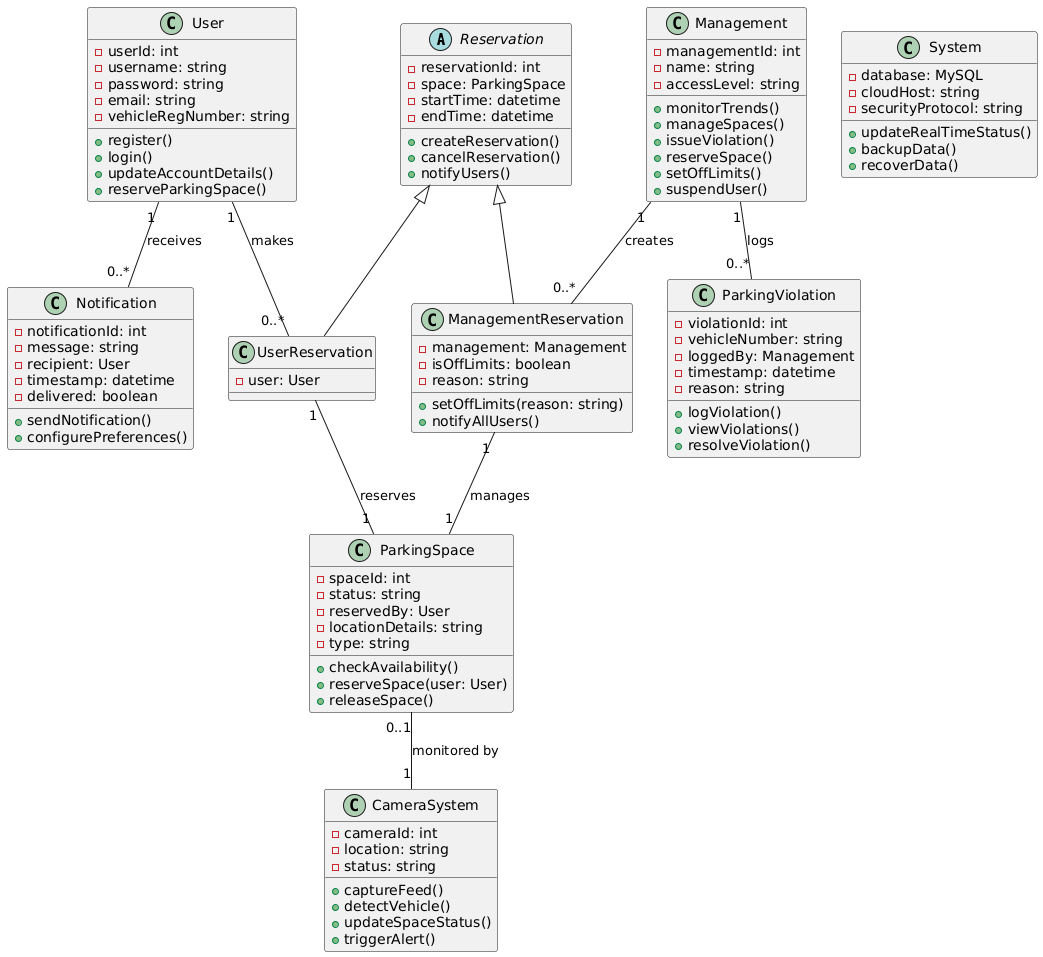 C User
userId: int
username: string
password: string
email: string
vehicleRegNumber: string
register()
login()
updateAccountDetails()
reserveParkingSpace()
A Reservation
reservationId: int
space: ParkingSpace
startTime: datetime
endTime: datetime
createReservation()
cancelReservation()
notifyUsers()
C Management
managementId: int
name: string
accessLevel: string
monitorTrends()
manageSpaces()
issueViolation()
reserveSpace()
setOffLimits()
suspendUser()
C System
database: MySQL
cloudHost: string
securityProtocol: string
updateRealTimeStatus()
backupData()
recoverData()
1
receives
0..*
1
makes
0..*
1
creates
0..*
1
logs
0..*
C Notification
notificationId: int
message: string
recipient: User
timestamp: datetime
delivered: boolean
sendNotification()
configurePreferences()
C UserReservation
user: User
C ManagementReservation
management: Management
isOffLimits: boolean
reason: string
setOffLimits(reason: string)
notifyAllUsers()
C ParkingViolation
violationId: int
vehicleNumber: string
loggedBy: Management
timestamp: datetime
reason: string
logViolation()
viewViolations()
resolveViolation()
1
reserves
1
1
manages
1
C ParkingSpace
spaceId: int
status: string
reservedBy: User
locationDetails: string
type: string
checkAvailability()
reserveSpace(user: User)
releaseSpace()
0..1
monitored by
1
C CameraSystem
cameraId: int
location: string
status: string
captureFeed()
detectVehicle()
updateSpaceStatus()
triggerAlert()